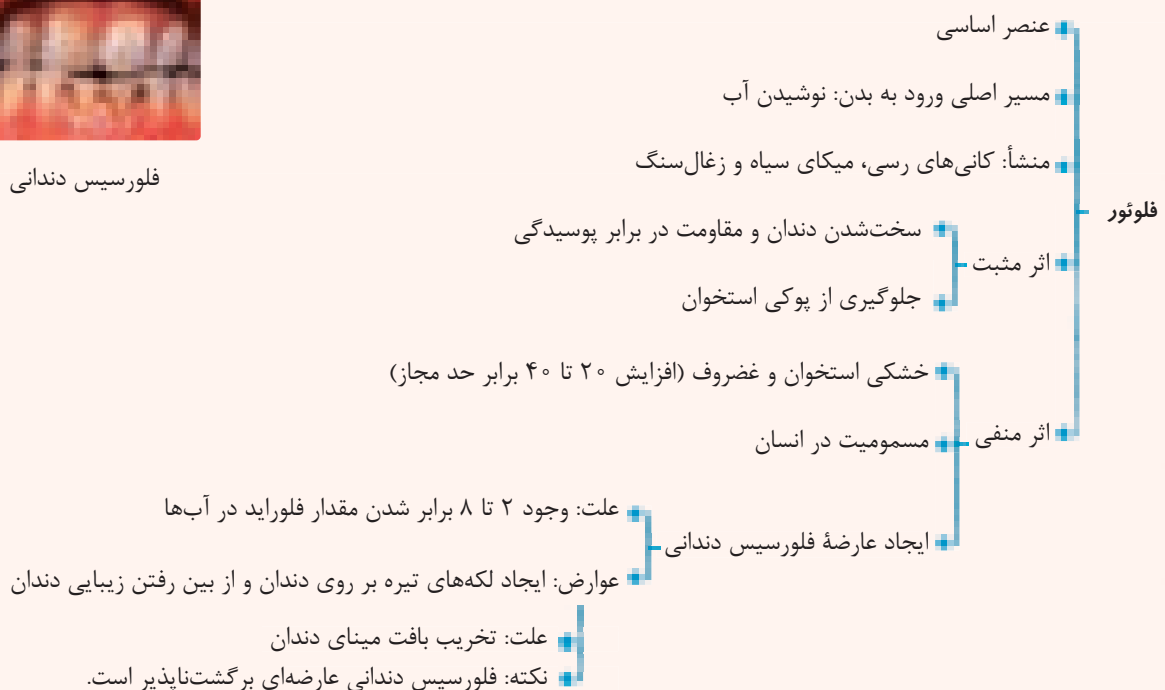 عنصر اساسی
مسیر اصلی ورود به بدن: نوشیدن آب
منشأ: کانی‌های رسی، میکای سیاه و زغال‌سنگ
فلورسیس دندانی
فلوئور
سخت‌شدن دندان و مقاومت در برابر پوسیدگی
اثر مثبت
جلوگیری از پوکی استخوان
خشکی استخوان و غضروف (افزایش ۲۰ تا ۴۰ برابر حد مجاز)
اثر منفی
مسمومیت در انسان
علت: وجود ۲ تا ۸ برابر شدن مقدار فلوراید در آب‌ها
ایجاد عارضهٔ فلورسیس دندانی
عوارض: ایجاد لکه‌های تیره بر روی دندان و از بین رفتن زیبایی دندان
علت: تخریب بافت مینای دندان
نکته: فلورسیس دندانی عارضه‌ای برگشت‌ناپذیر است.